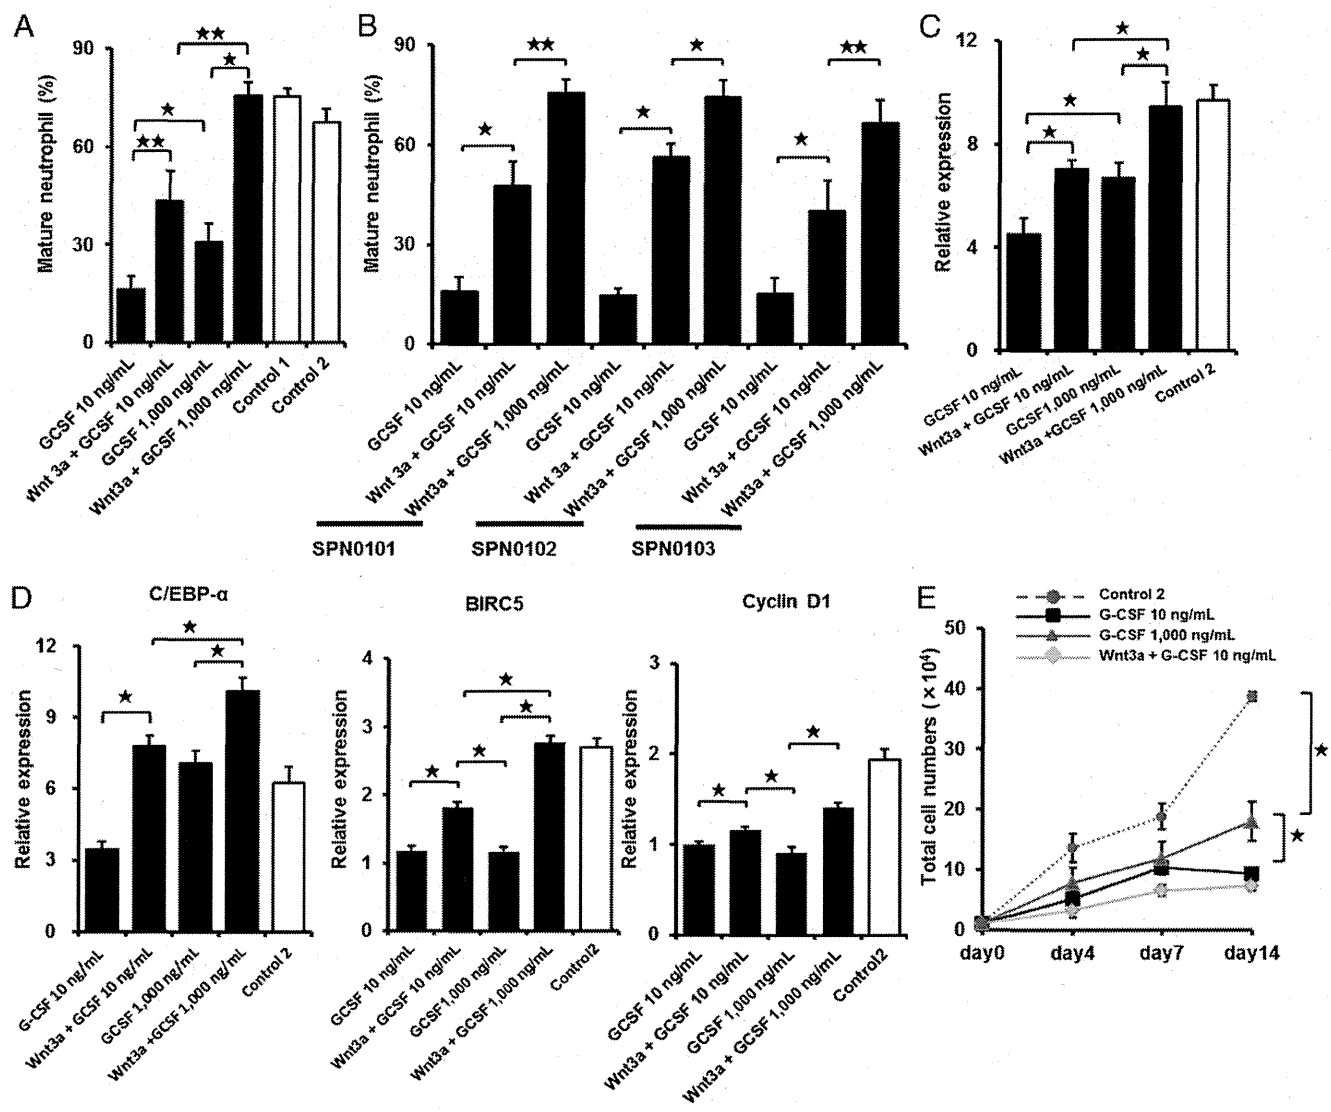 A
Mature neutrophil (%)
90
60
30
0
★★
★
★
★★
GCSF 10 ng/mL
Wnt 3a + GCSF 10 ng/mL
GCSF 1,000 ng/mL
Wnt3a + GCSF 1,000 ng/mL
Control 1
Control 2
B
Mature neutrophil (%)
90
60
30
0
★
★★
★
★
★
★★
GCSF 10 ng/mL
Wnt 3a + GCSF 10 ng/mL
Wnt3a + GCSF 1,000 ng/mL
GCSF 10 ng/mL
Wnt 3a + GCSF 10 ng/mL
Wnt3a + GCSF 1,000 ng/mL
GCSF 10 ng/mL
Wnt 3a + GCSF 10 ng/mL
Wnt3a + GCSF 1,000 ng/mL
SPN0101
SPN0102
SPN0103
C
Relative expression
12
8
4
0
★
★
★
★
GCSF 10 ng/mL
Wnt3a + GCSF 10 ng/mL
GCSF1,000 ng/mL
Wnt3a +GCSF 1,000 ng/mL
Control 2
D
C/EBP-α
Relative expression
12
9
6
3
0
★
★
★
G-CSF 10 ng/mL
Wnt3a + GCSF 10 ng/mL
GCSF 1,000 ng/mL
Wnt3a +GCSF 1,000 ng/mL
Control 2
BIRC5
Relative expression
4
3
2
1
0
★
★
★
★
GCSF 10 ng/mL
Wnt3a + GCSF 10 ng/mL
GCSF1,000 ng/mL
Wnt3a + GCSF 1,000 ng/mL
Control2
Cyclin D1
Relative expression
3
2
1
0
★
★
★
GCSF 10 ng/mL
Wnt3a + GCSF 10 ng/mL
GCSF 1,000 ng/mL
Wnt3a + GCSF 1,000 ng/mL
Control2
E
Control 2
G-CSF 10 ng/mL
G-CSF 1,000 ng/mL
Wnt3a + G-CSF 10 ng/mL
Total cell numbers (×10⁴)
50
40
30
20
10
0
★
★
day0
day4
day7
day14